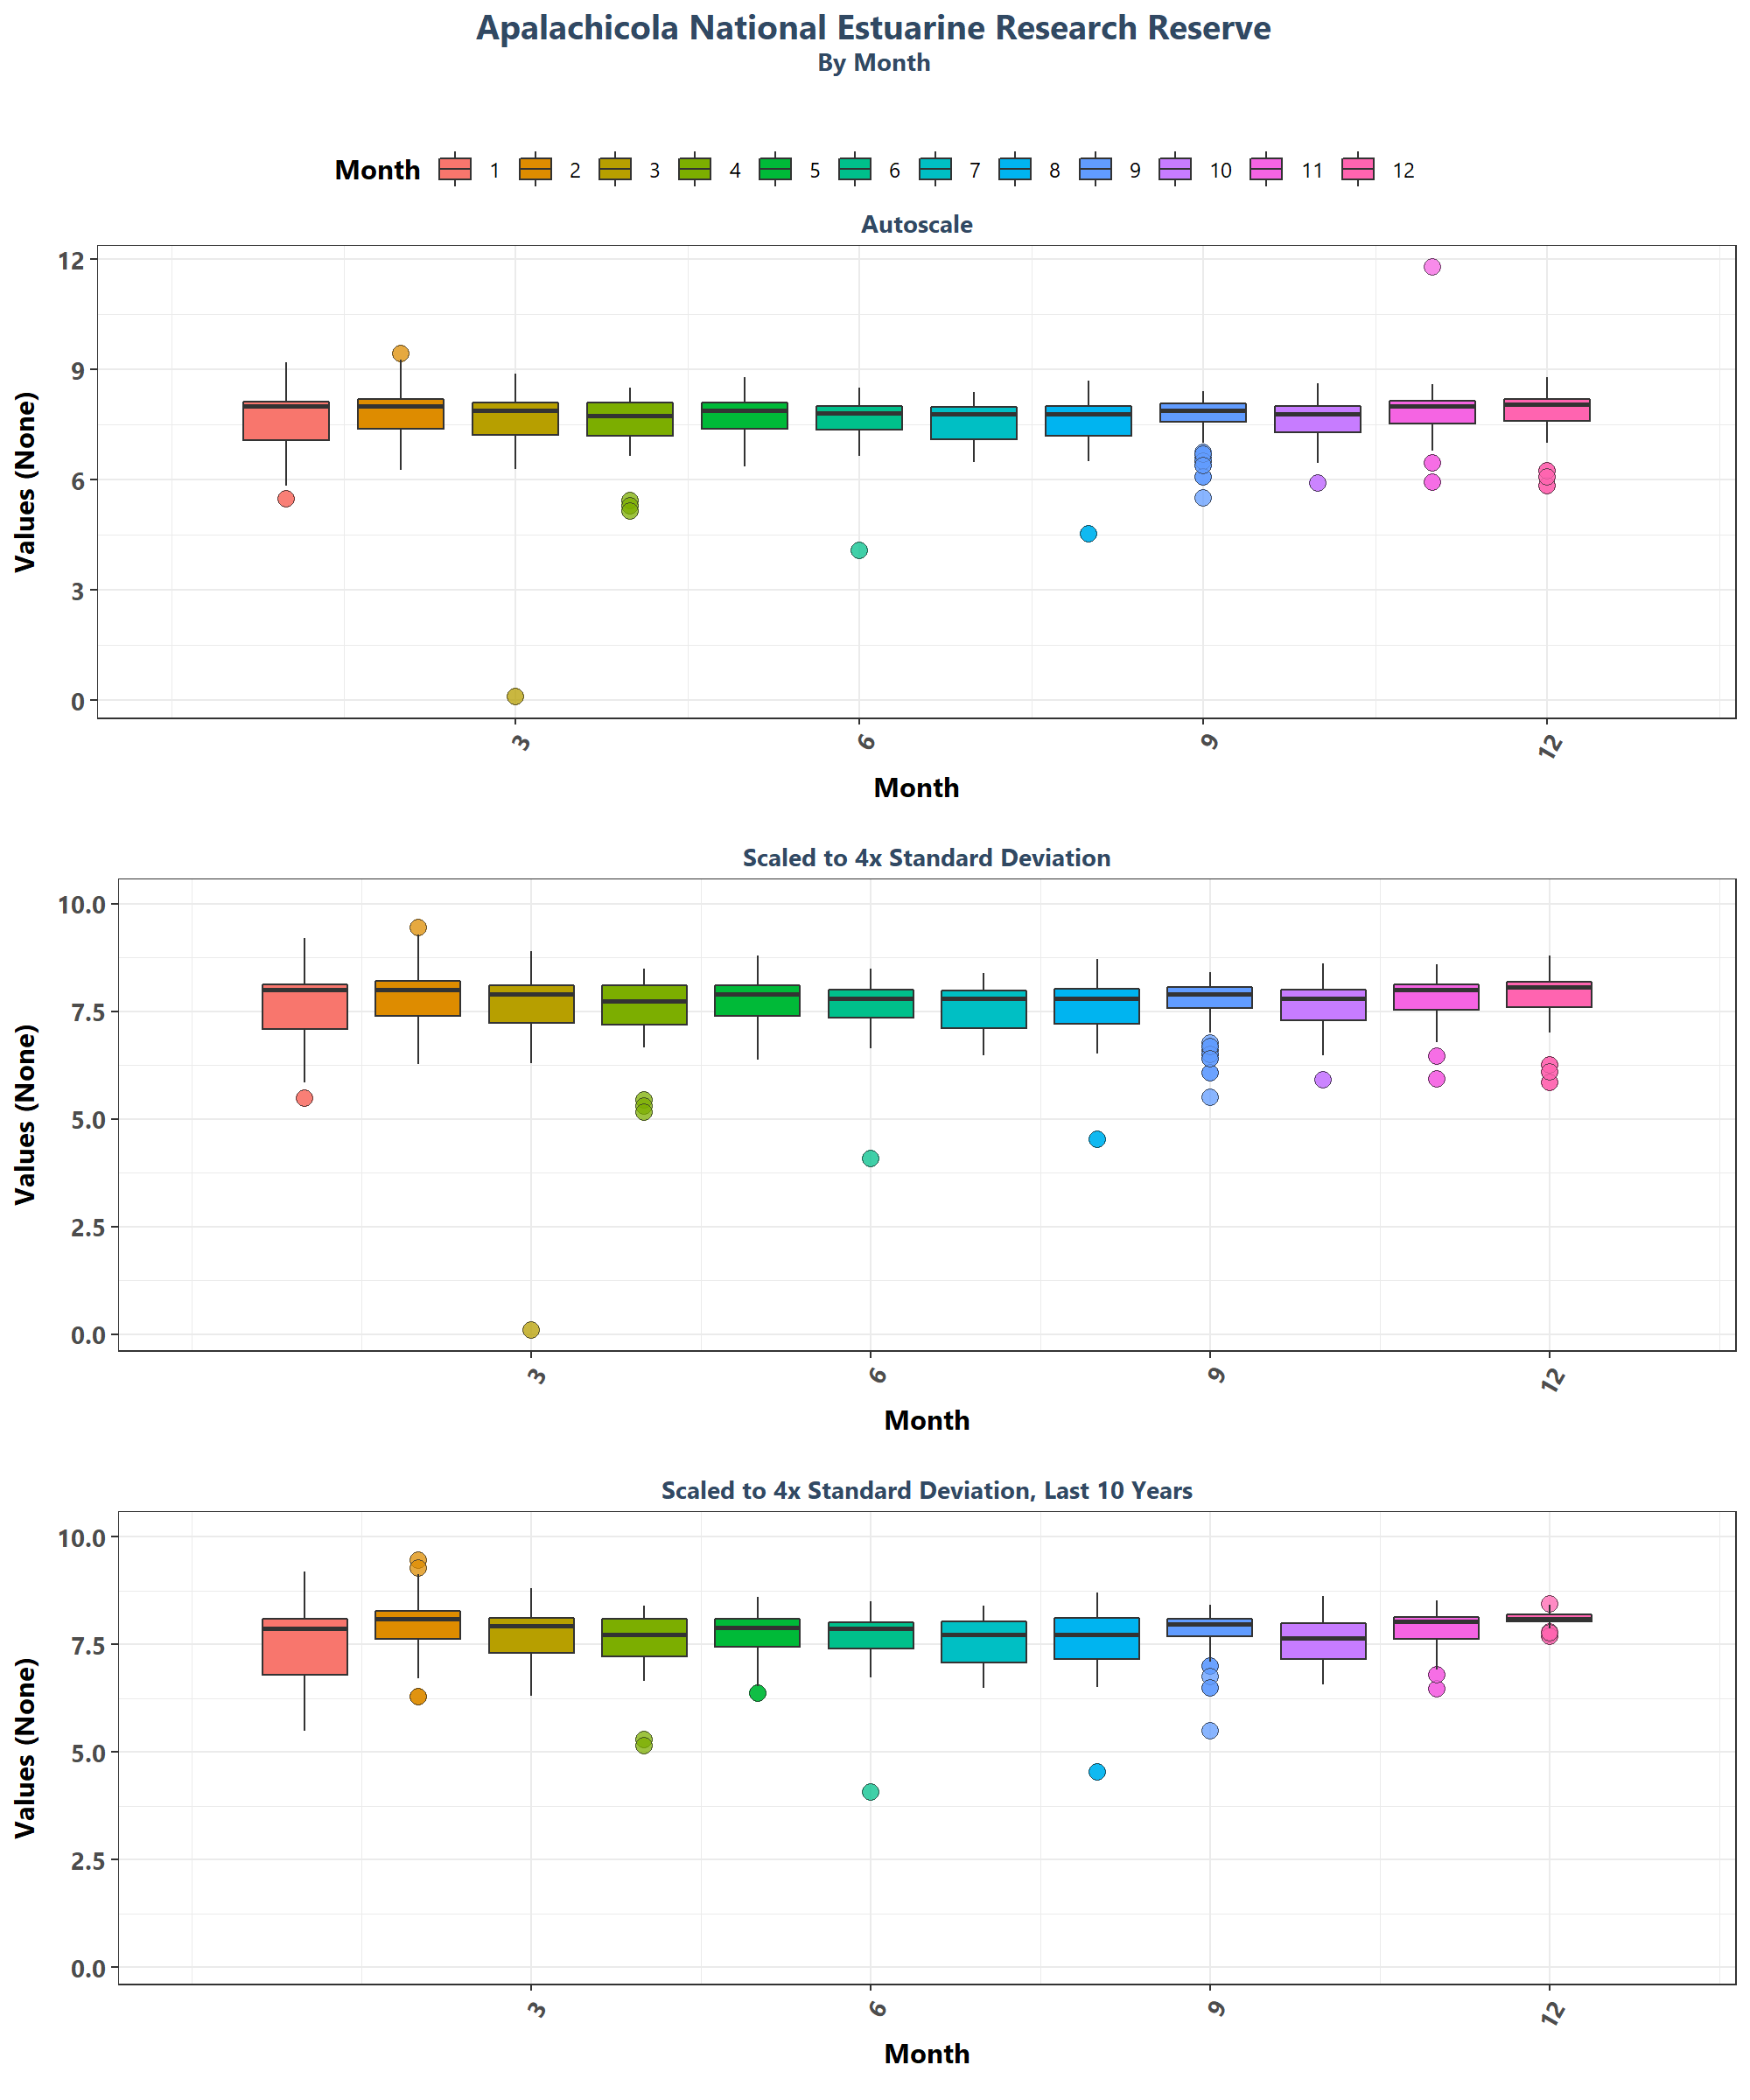 Apalachicola National Estuarine Research Reserve
By Month
Month 1 2 3 4 5 6 7 8 9 10 11 12
Autoscale
Values (None)
12
9
6
3
0
3 6 9 12
Month
Scaled to 4x Standard Deviation
Values (None)
10.0
7.5
5.0
2.5
0.0
3 6 9 12
Month
Scaled to 4x Standard Deviation, Last 10 Years
Values (None)
10.0
7.5
5.0
2.5
0.0
3 6 9 12
Month